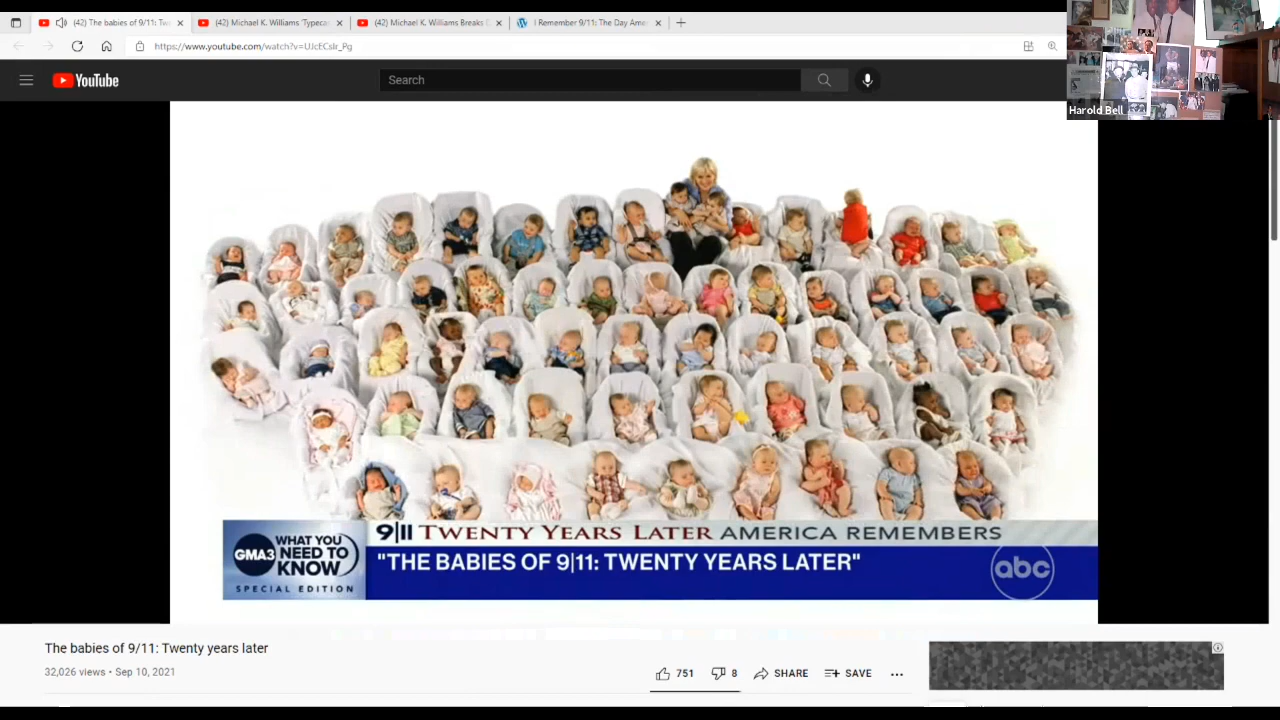 (42) The babies of 9/11: Tw
(42) Michael K. Williams 'Typecas
(42) Michael K. Williams Breaks
I Remember 9/11: The Day Ame
https://www.youtube.com/watch?v=UJcECsIr_Pg
YouTube
Search
Harold Bell
9|11 TWENTY YEARS LATER AMERICA REMEMBERS
GMA3 WHAT YOU NEED TO KNOW
SPECIAL EDITION
"THE BABIES OF 9|11: TWENTY YEARS LATER"
abc
The babies of 9/11: Twenty years later
32,026 views • Sep 10, 2021
751
8
SHARE
SAVE